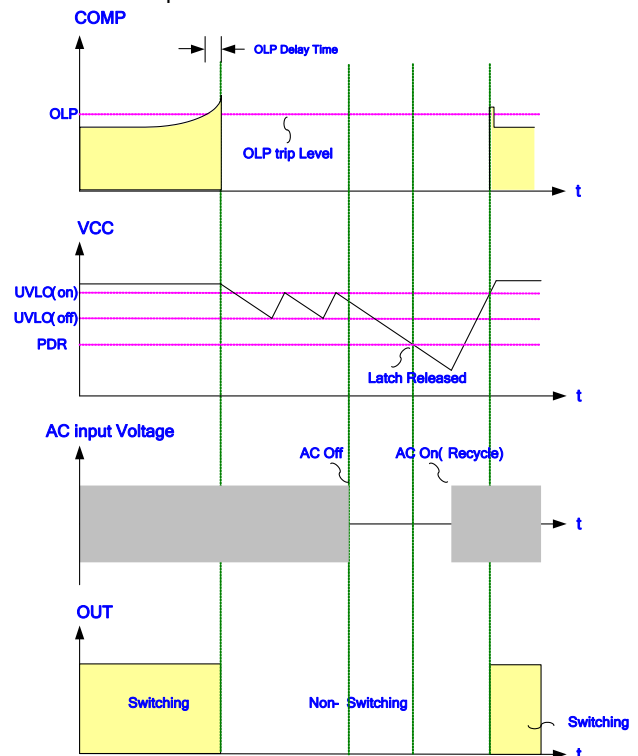 COMP
OLP Delay Time
OLP
OLP trip Level
t
VCC
UVLO(on)
UVLO(off)
PDR
Latch Released
t
AC input Voltage
AC Off
AC On( Recycle)
t
OUT
Switching
Non- Switching
Switching
t